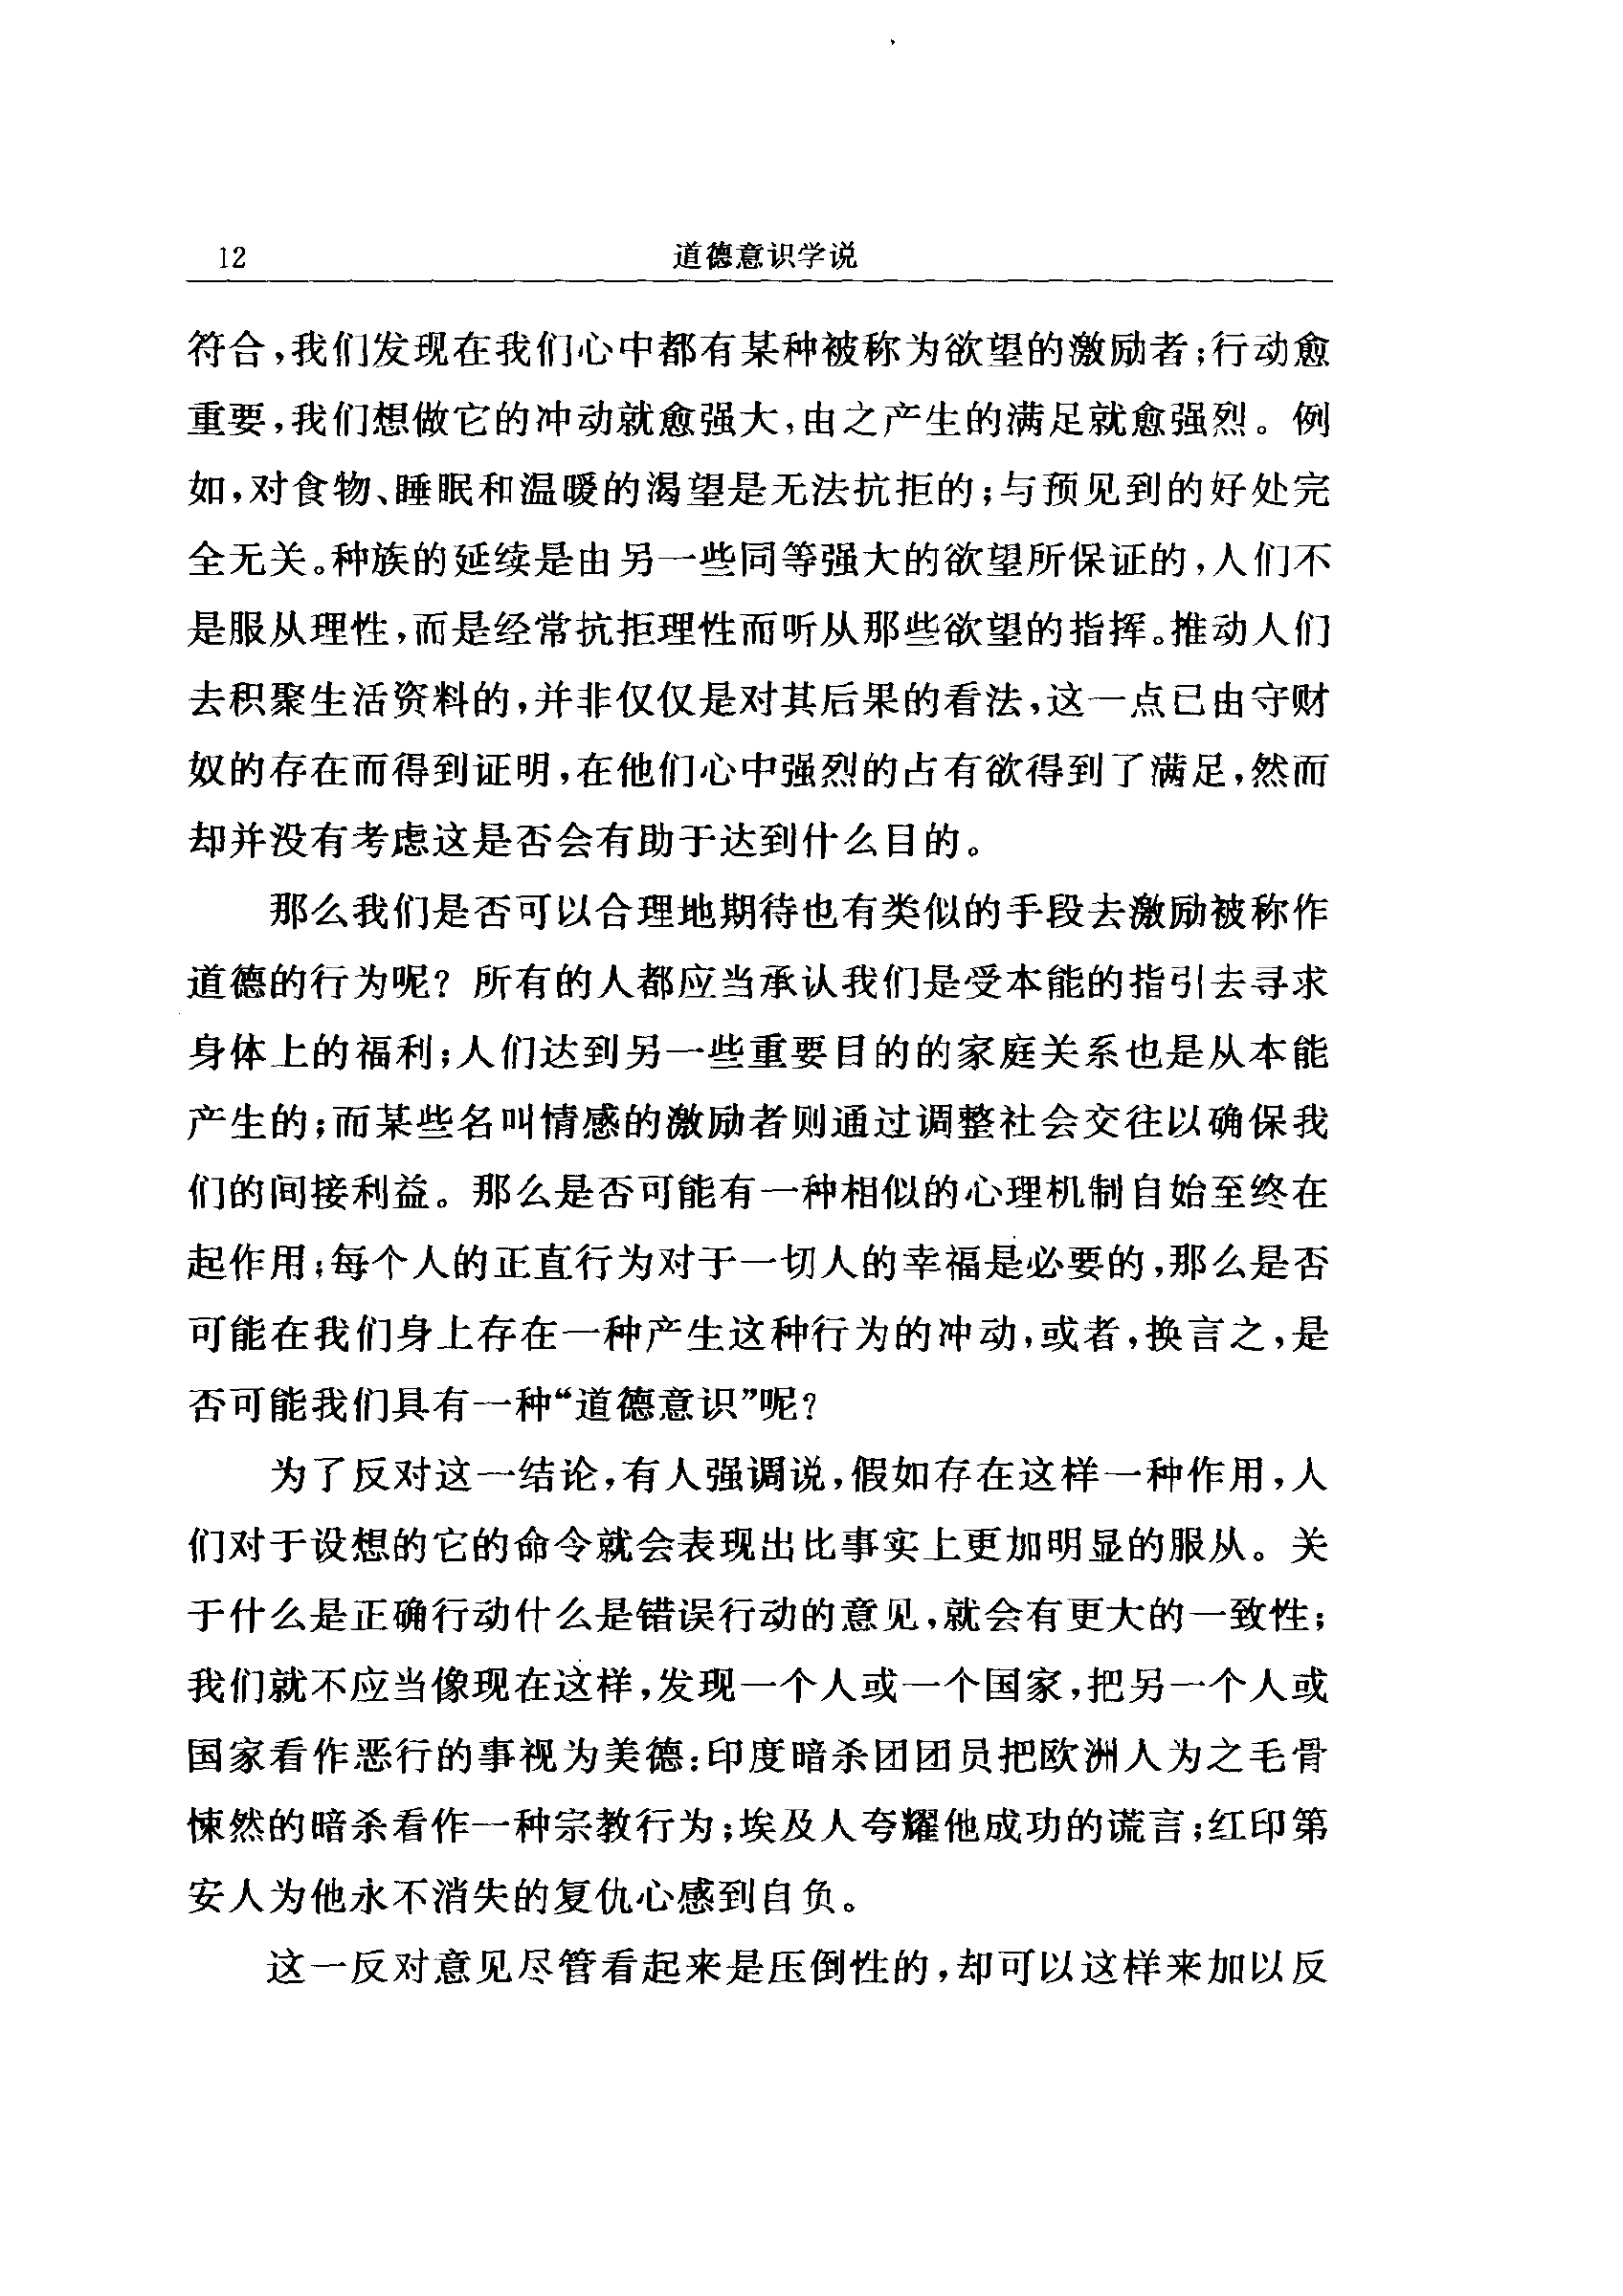 12 道德意识学说
符合,我们发现在我们心中都有某种被称为欲望的激励者;行动愈
重要,我们想做它的冲动就愈强大,由之产生的满足就愈强烈。例
如,对食物、睡眠和温暖的渴望是无法抗拒的;与预见到的好处完
全无关。种族的延续是由另一些同等强大的欲望所保证的,人们不
是服从理性,而是经常抗拒理性而听从那些欲望的指挥。推动人们
去积聚生活资料的,并非仅仅是对其后果的看法,这一点已由守财
奴的存在而得到证明,在他们心中强烈的占有欲得到了满足,然而
却并没有考虑这是否会有助于达到什么目的。
那么我们是否可以合理地期待也有类似的手段去激励被称作
道德的行为呢?所有的人都应当承认我们是受本能的指引去寻求
身体上的福利;人们达到另一些重要目的的家庭关系也是从本能
产生的;而某些名叫情感的激励者则通过调整社会交往以确保我
们的间接利益。那么是否可能有一种相似的心理机制自始至终在
起作用;每个人的正直行为对于一切人的幸福是必要的,那么是否
可能在我们身上存在一种产生这种行为的冲动,或者,换言之,是
否可能我们具有一种“道德意识”呢?
为了反对这一结论,有人强调说,假如存在这样一种作用,人
们对于设想的它的命令就会表现出比事实上更加明显的服从。关
于什么是正确行动什么是错误行动的意见,就会有更大的一致性;
我们就不应当像现在这样,发现一个人或一个国家,把另一个人或
国家看作恶行的事视为美德:印度暗杀团团员把欧洲人为之毛骨
悚然的暗杀看作一种宗教行为;埃及人夸耀他成功的谎言;红印第
安人为他永不消失的复仇心感到自负。
这一反对意见尽管看起来是压倒性的,却可以这样来加以反